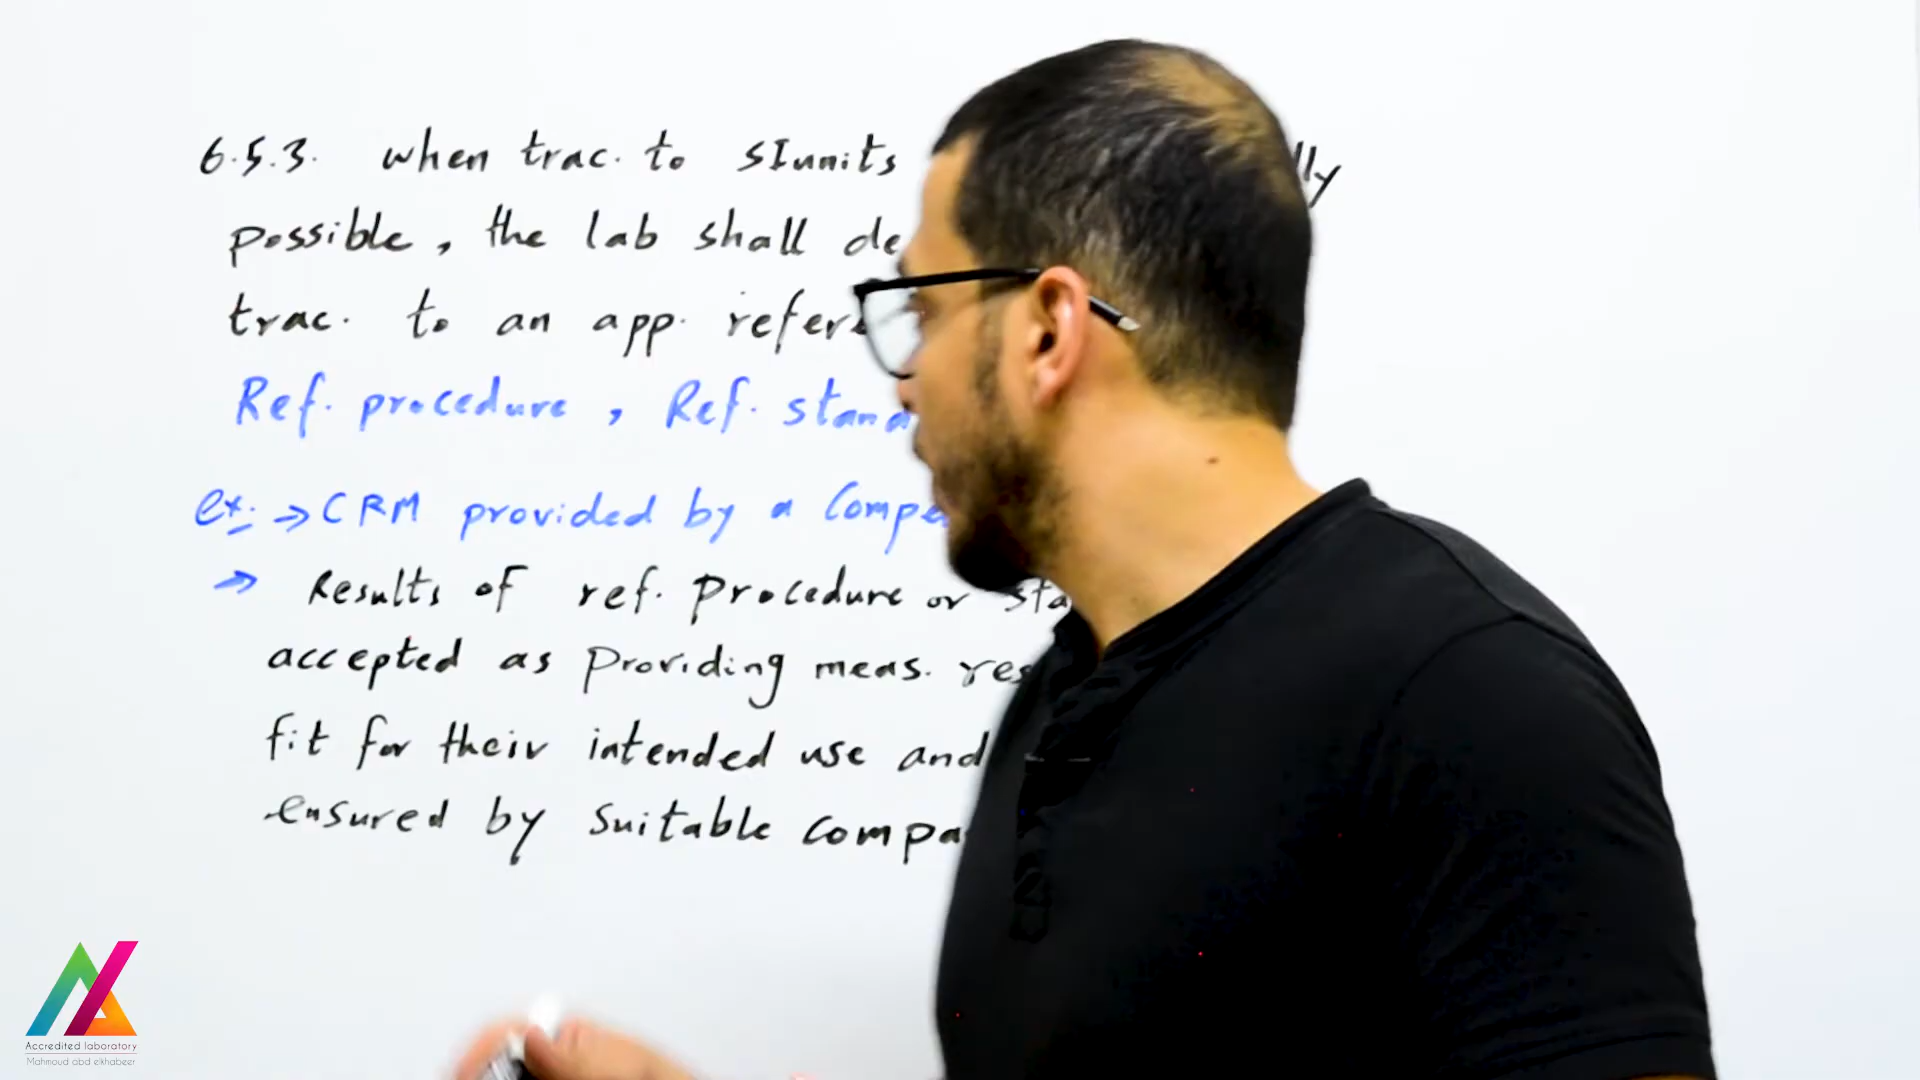 6.5.3. when trac. to SI units lly
possible, the lab shall de
trac. to an app. refere
Ref. procedure, Ref. stand
ex: → CRM provided by a Compe
→ Results of ref. procedure or sta
accepted as providing meas. res
fit for their intended use and
ensured by suitable compa
Accredited laboratory
Mahmoud abd elkhabeer